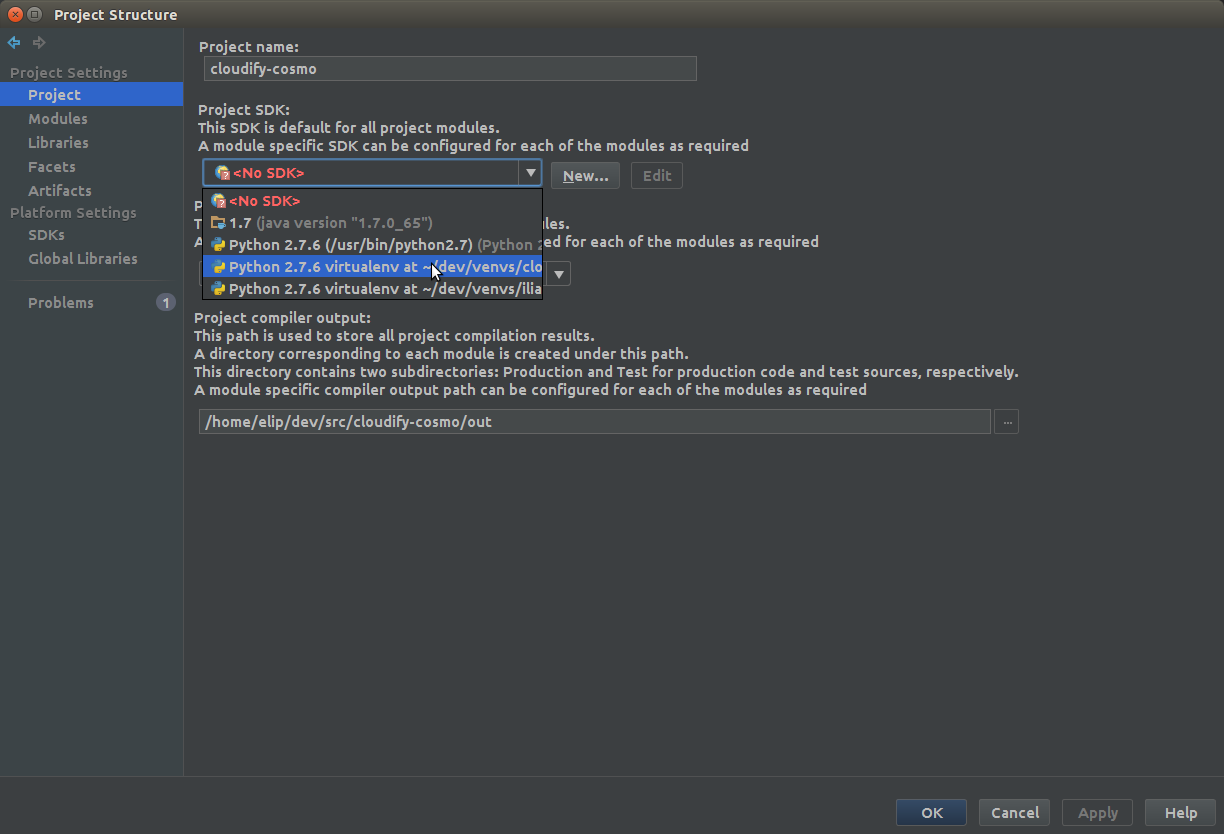 Project Structure
Project Settings
Project
Modules
Libraries
Facets
Artifacts
Platform Settings
SDKs
Global Libraries
Problems
1
Project name:
cloudify-cosmo
Project SDK:
This SDK is default for all project modules.
A module specific SDK can be configured for each of the modules as required
<No SDK>
New...
Edit
<No SDK>
1.7 (java version "1.7.0_65")
Python 2.7.6 (/usr/bin/python2.7) (Python 2
Python 2.7.6 virtualenv at ~/dev/venvs/clo
Python 2.7.6 virtualenv at ~/dev/venvs/ilia
P
T les.
A ed for each of the modules as required
Project compiler output:
This path is used to store all project compilation results.
A directory corresponding to each module is created under this path.
This directory contains two subdirectories: Production and Test for production code and test sources, respectively.
A module specific compiler output path can be configured for each of the modules as required
/home/elip/dev/src/cloudify-cosmo/out
...
OK
Cancel
Apply
Help